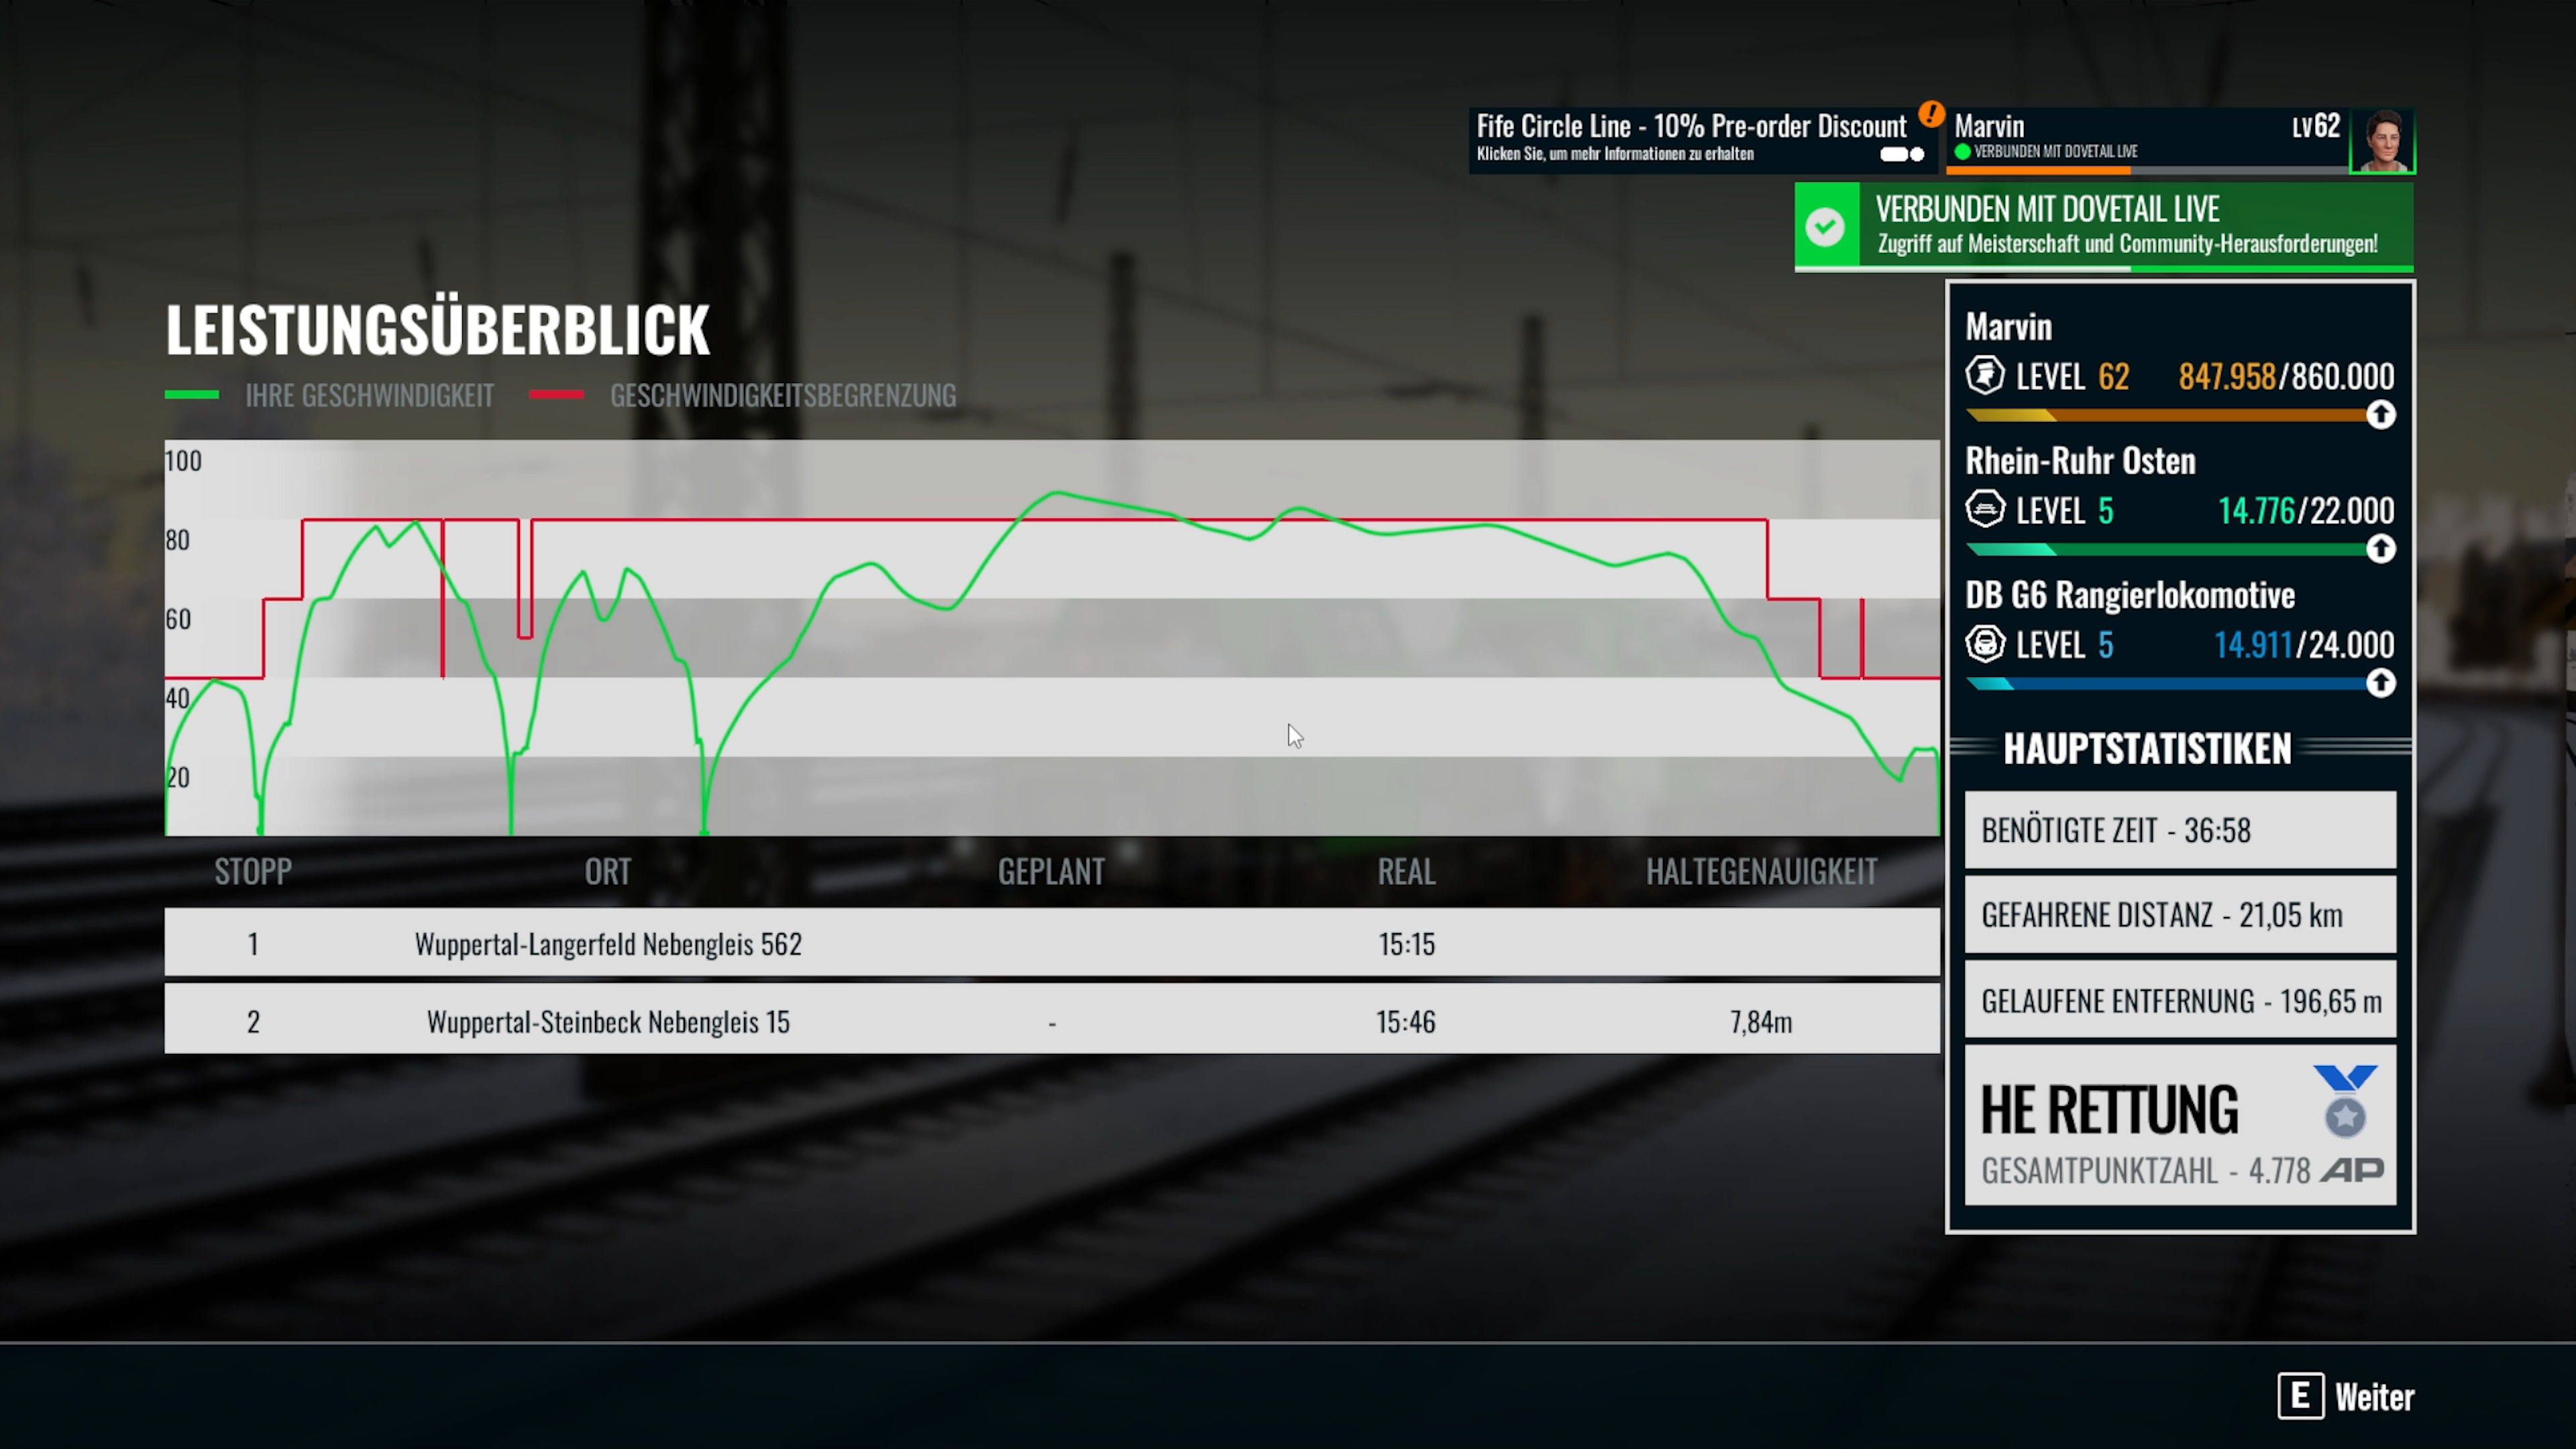 Fife Circle Line - 10% Pre-order Discount
Klicken Sie, um mehr Informationen zu erhalten
!
Marvin
LV62
VERBUNDEN MIT DOVETAIL LIVE
VERBUNDEN MIT DOVETAIL LIVE
Zugriff auf Meisterschaft und Community-Herausforderungen!
LEISTUNGSÜBERBLICK
IHRE GESCHWINDIGKEIT
GESCHWINDIGKEITSBEGRENZUNG
100
80
60
40
20
STOPP ORT GEPLANT REAL HALTEGENAUIGKEIT
1 Wuppertal-Langerfeld Nebengleis 562 15:15
2 Wuppertal-Steinbeck Nebengleis 15 - 15:46 7,84m
Marvin
LEVEL 62 847.958/860.000
Rhein-Ruhr Osten
LEVEL 5 14.776/22.000
DB G6 Rangierlokomotive
LEVEL 5 14.911/24.000
HAUPTSTATISTIKEN
BENÖTIGTE ZEIT - 36:58
GEFAHRENE DISTANZ - 21,05 km
GELAUFENE ENTFERNUNG - 196,65 m
HE RETTUNG
GESAMTPUNKTZAHL - 4.778 AP
E Weiter